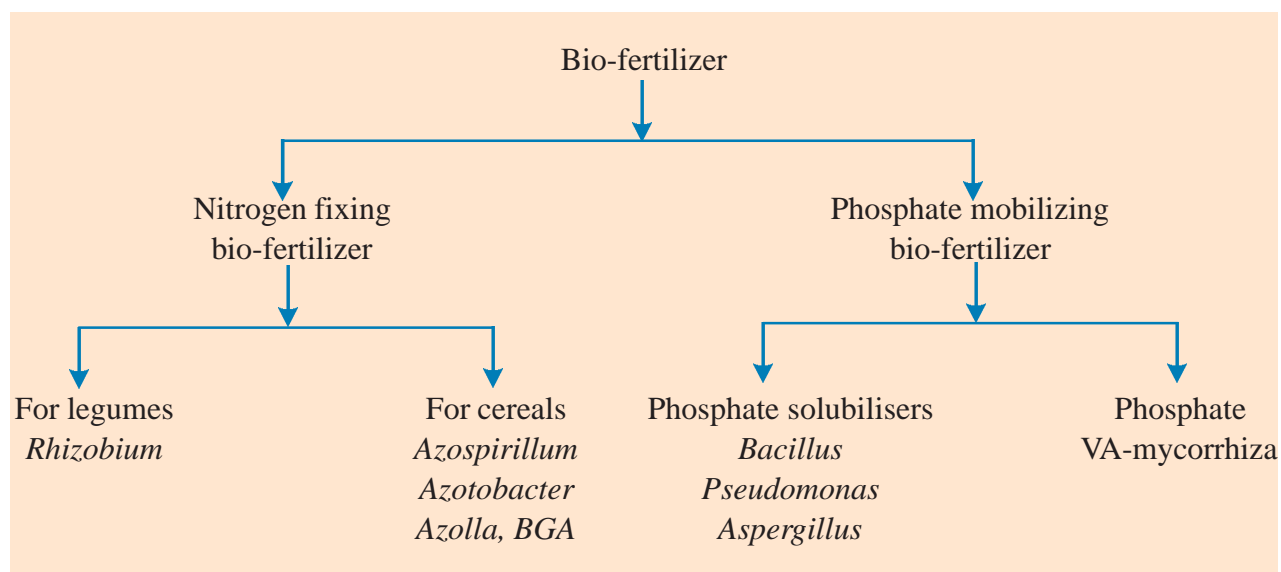 Bio-fertilizer
Nitrogen fixing
bio-fertilizer
Phosphate mobilizing
bio-fertilizer
For legumes
Rhizobium
For cereals
Azospirillum
Azotobacter
Azolla, BGA
Phosphate solubilisers
Bacillus
Pseudomonas
Aspergillus
Phosphate
VA-mycorrhiza